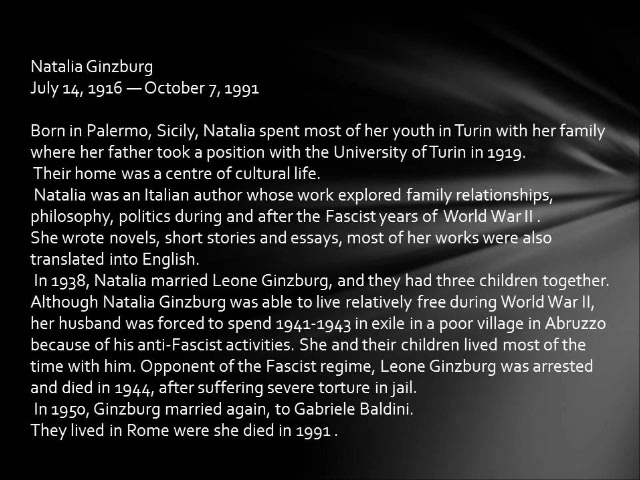 Natalia Ginzburg
July 14, 1916 — October 7, 1991
Born in Palermo, Sicily, Natalia spent most of her youth in Turin with her family
where her father took a position with the University of Turin in 1919.
Their home was a centre of cultural life.
Natalia was an Italian author whose work explored family relationships,
philosophy, politics during and after the Fascist years of World War II .
She wrote novels, short stories and essays, most of her works were also
translated into English.
In 1938, Natalia married Leone Ginzburg, and they had three children together.
Although Natalia Ginzburg was able to live relatively free during World War II,
her husband was forced to spend 1941-1943 in exile in a poor village in Abruzzo
because of his anti-Fascist activities. She and their children lived most of the
time with him. Opponent of the Fascist regime, Leone Ginzburg was arrested
and died in 1944, after suffering severe torture in jail.
In 1950, Ginzburg married again, to Gabriele Baldini.
They lived in Rome were she died in 1991 .